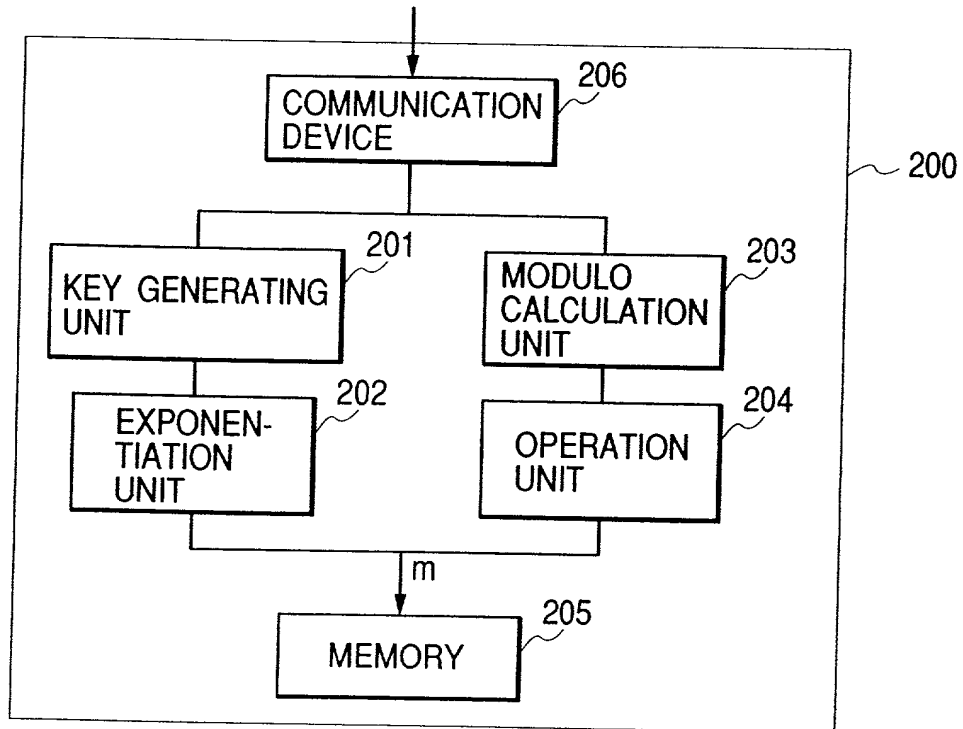 206
COMMUNICATION
DEVICE
200
201
KEY GENERATING
UNIT
203
MODULO
CALCULATION
UNIT
202
EXPONEN-
TIATION
UNIT
204
OPERATION
UNIT
m
205
MEMORY